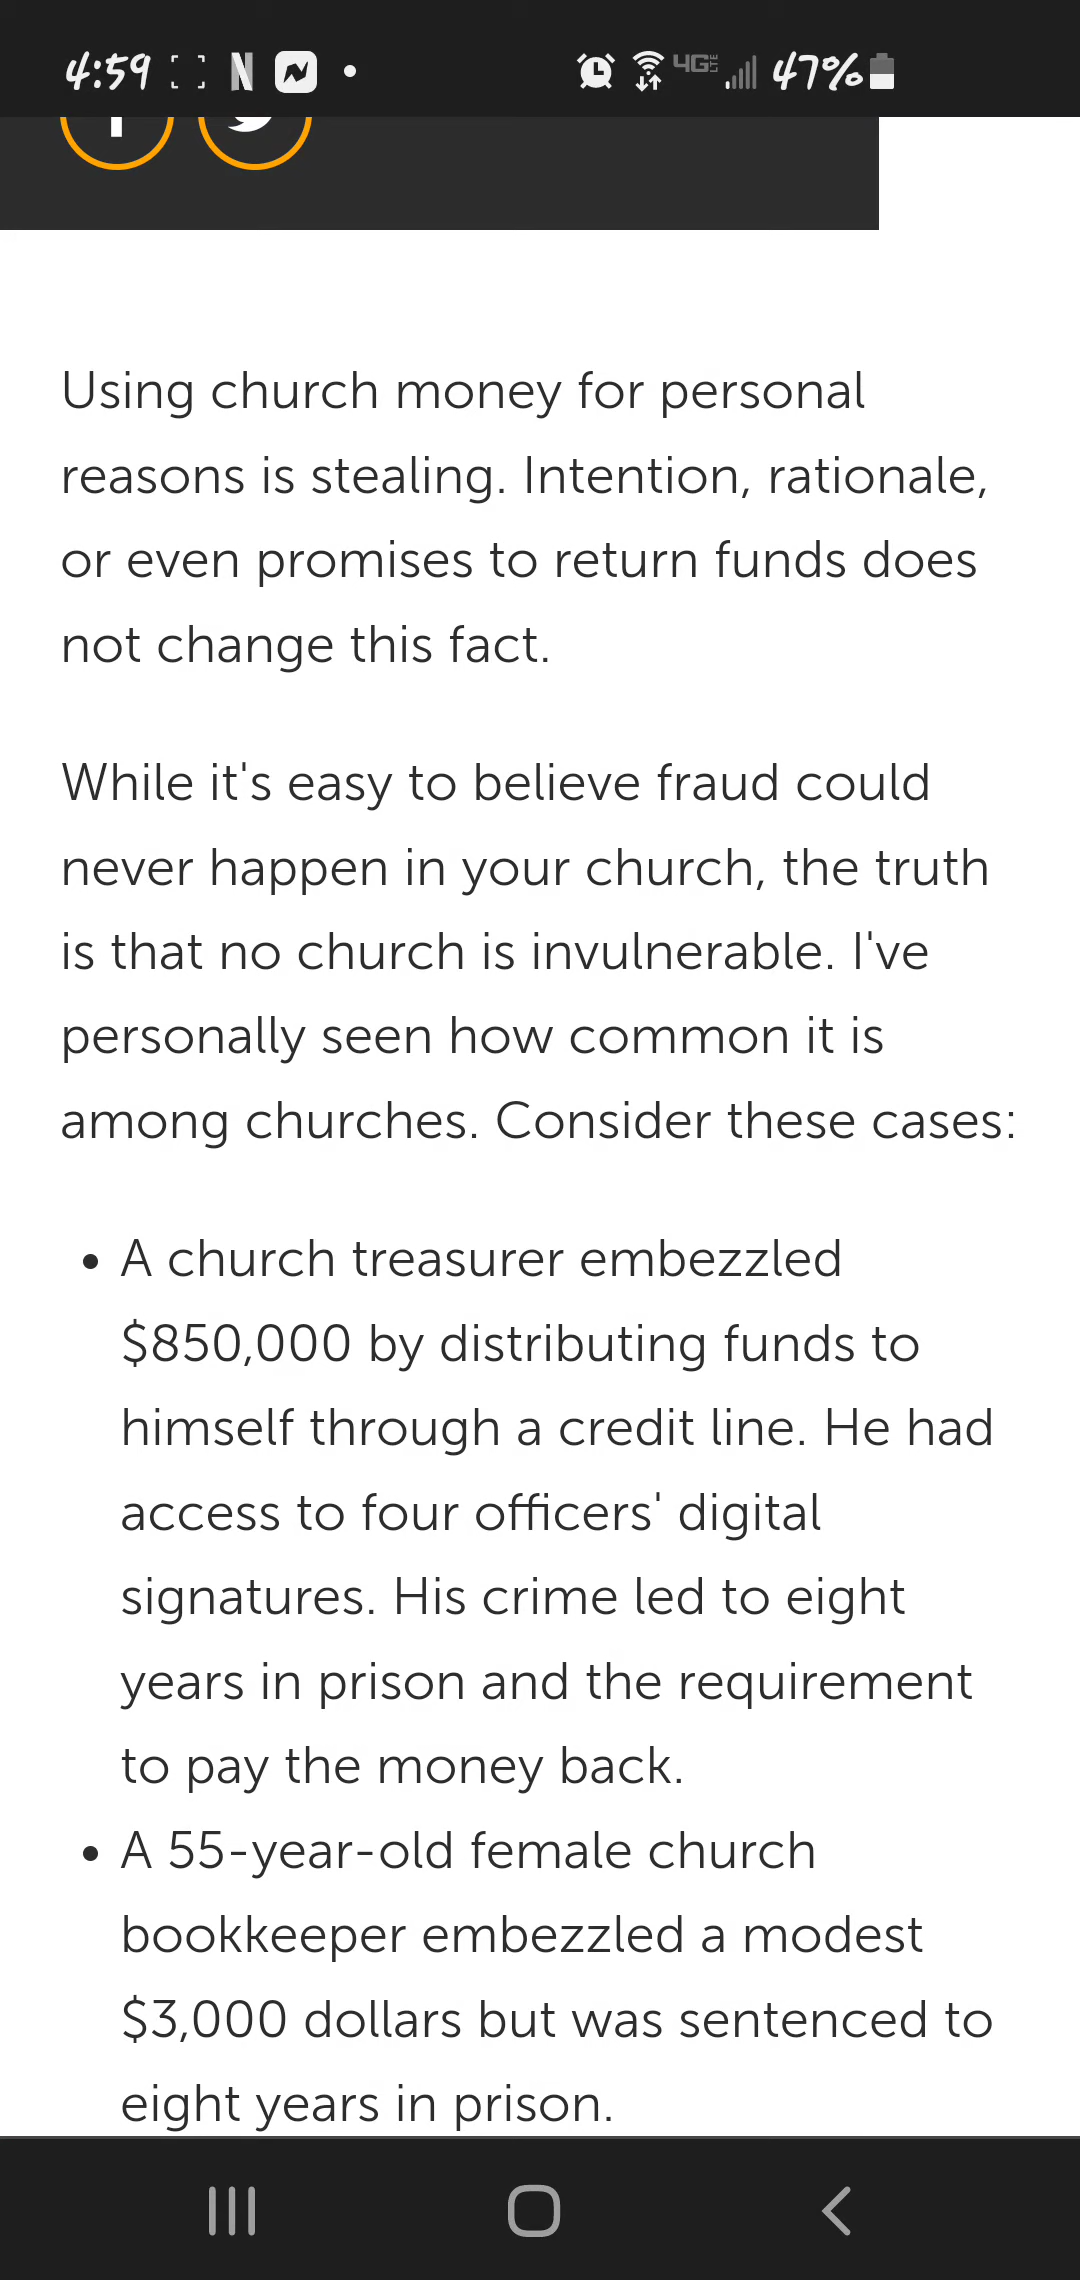 4:59 N 4G LTE 47%
Using church money for personal
reasons is stealing. Intention, rationale,
or even promises to return funds does
not change this fact.
While it's easy to believe fraud could
never happen in your church, the truth
is that no church is invulnerable. I've
personally seen how common it is
among churches. Consider these cases:
• A church treasurer embezzled
$850,000 by distributing funds to
himself through a credit line. He had
access to four officers' digital
signatures. His crime led to eight
years in prison and the requirement
to pay the money back.
• A 55-year-old female church
bookkeeper embezzled a modest
$3,000 dollars but was sentenced to
eight years in prison.